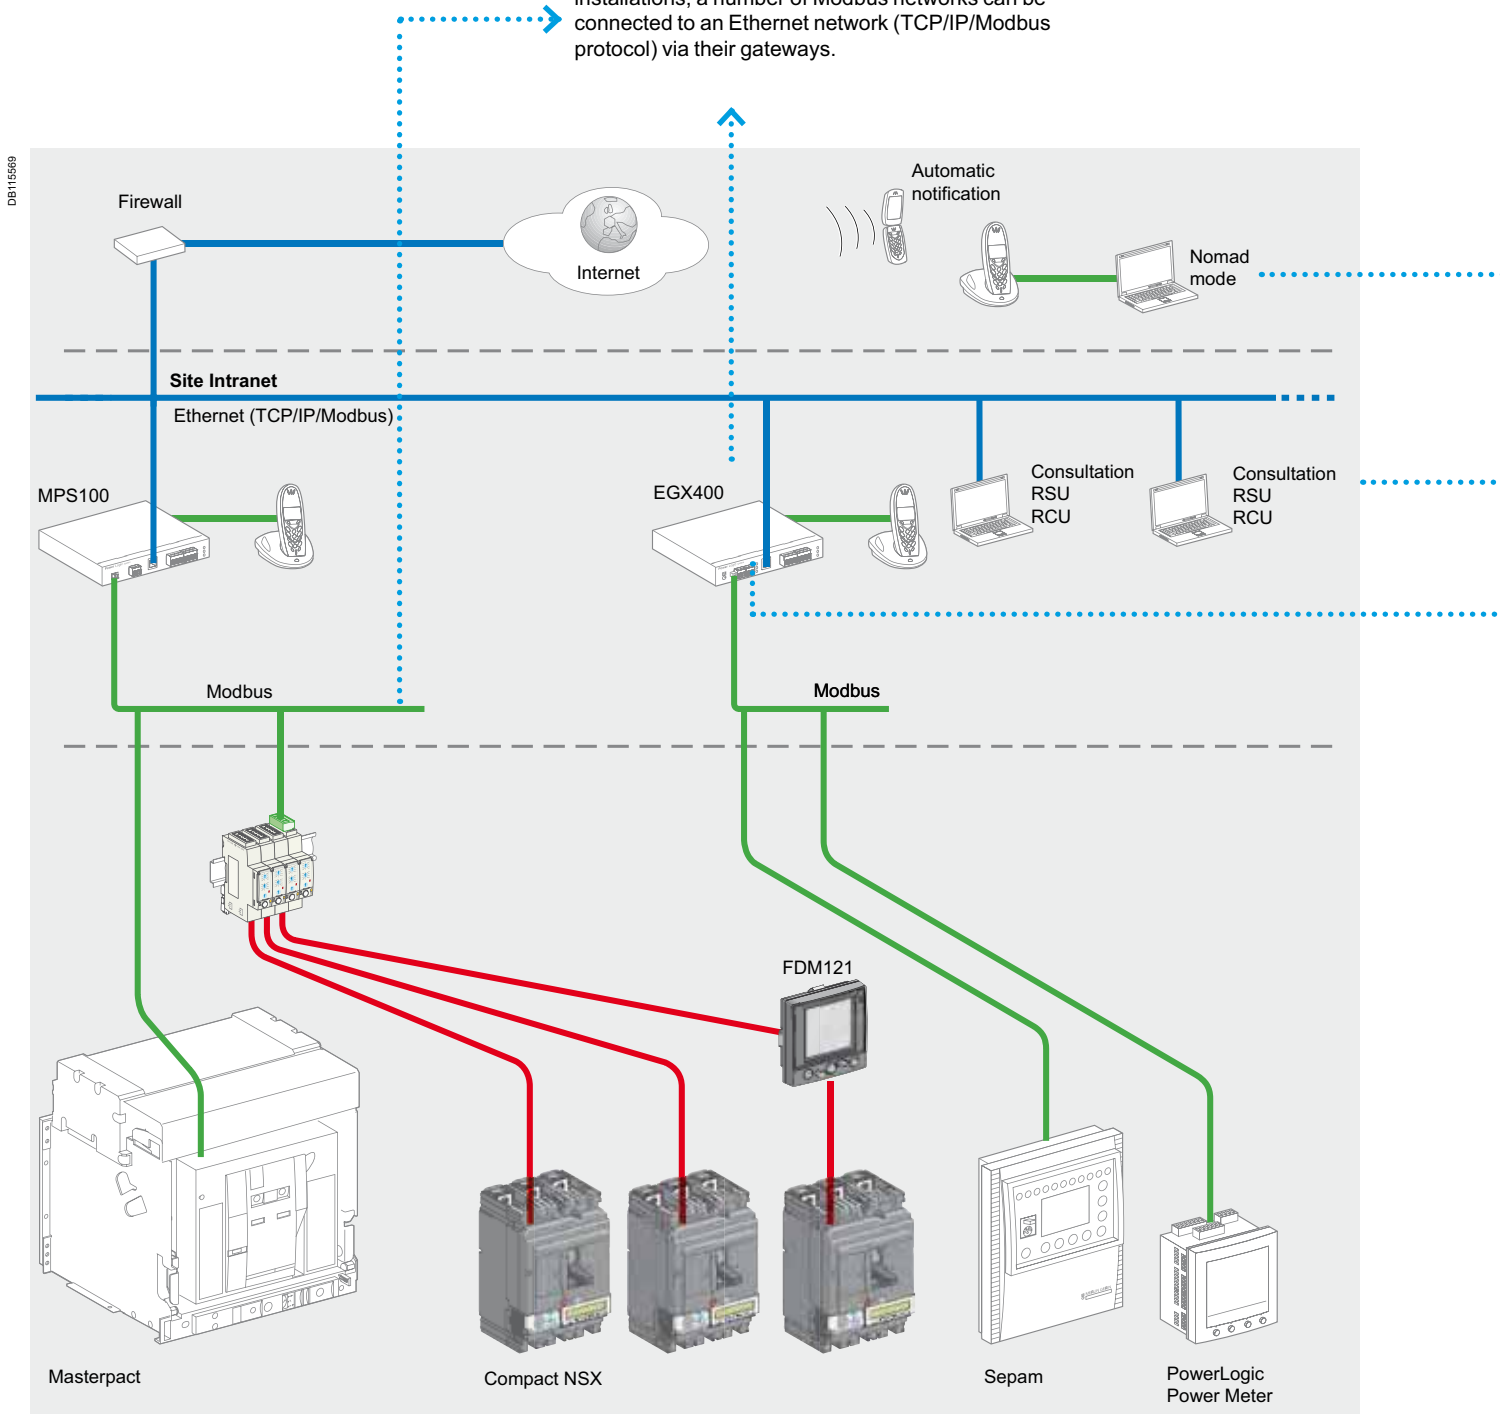 connected to an Ethernet network (TCP/IP/Modbus
protocol) via their gateways.
DB115569
Firewall
Internet
Automatic
notification
Nomad
mode
Site Intranet
Ethernet (TCP/IP/Modbus)
MPS100
EGX400
Consultation
RSU
RCU
Consultation
RSU
RCU
Modbus
Modbus
FDM121
Masterpact
Compact NSX
Sepam
PowerLogic
Power Meter